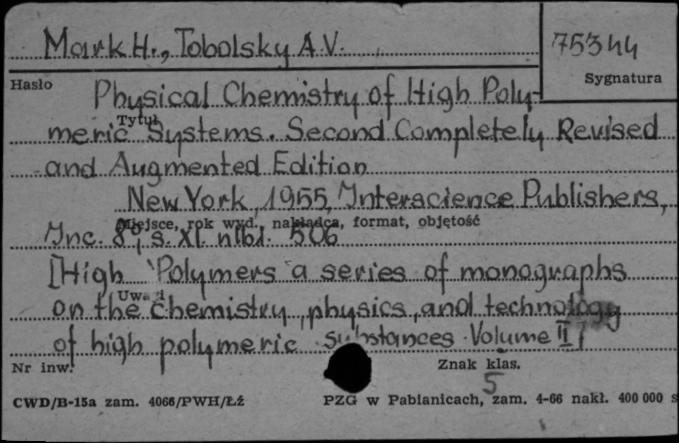 Mark H., Tobolsky A.V.
75344
Hasło
Sygnatura
Physical Chemistry of High Poly-
Tytuł
meric Systems. Second Completely Revised
and Augmented Edition
New York, 1955, Interscience Publishers,
Miejsce, rok wyd., nakładca, format, objętość
Inc. 8°, s. XI. nlb1. 506
[High Polymers a series of monographs
Uwagi
on the chemistry, physics, and technology
of high polymeric substances. Volume II]
Nr inw.
Znak klas.
5
CWD/B-15a zam. 4066/PWH/Łź
PZG w Pabianicach, zam. 4-66 nakł. 400 000 s